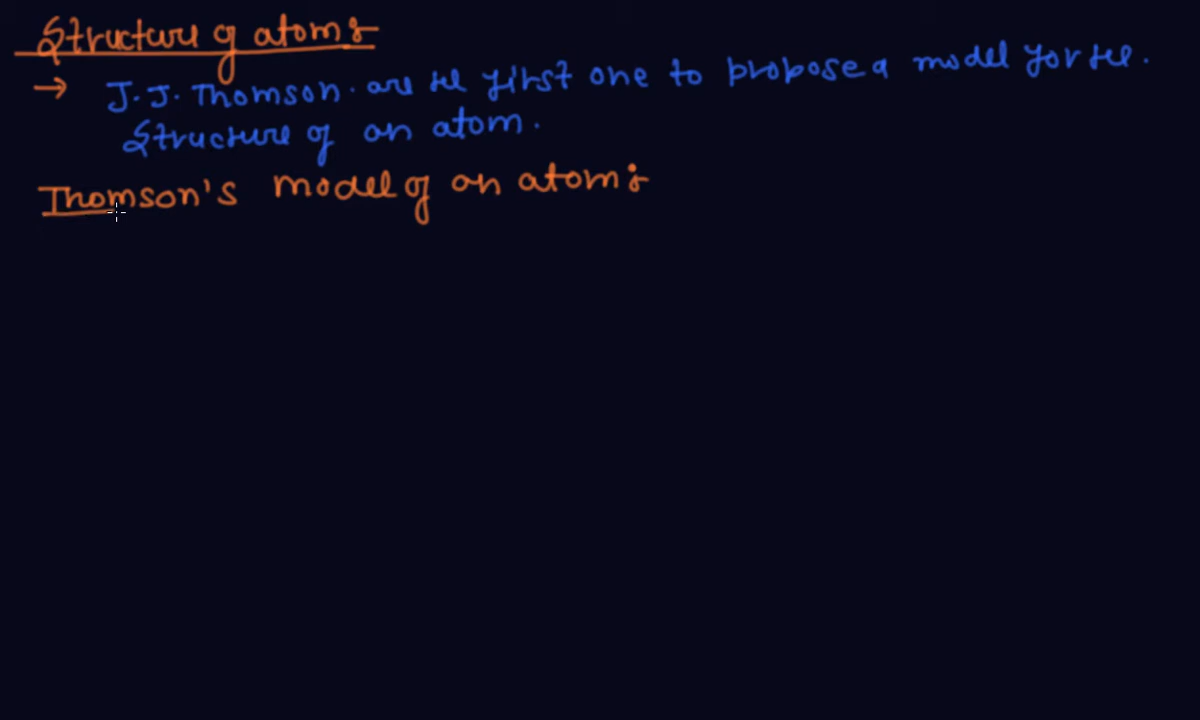 Structure of atom :-
→ J.J. Thomson. are the first one to propose a model for the.
Structure of an atom.
Thomson's model of an atom :-